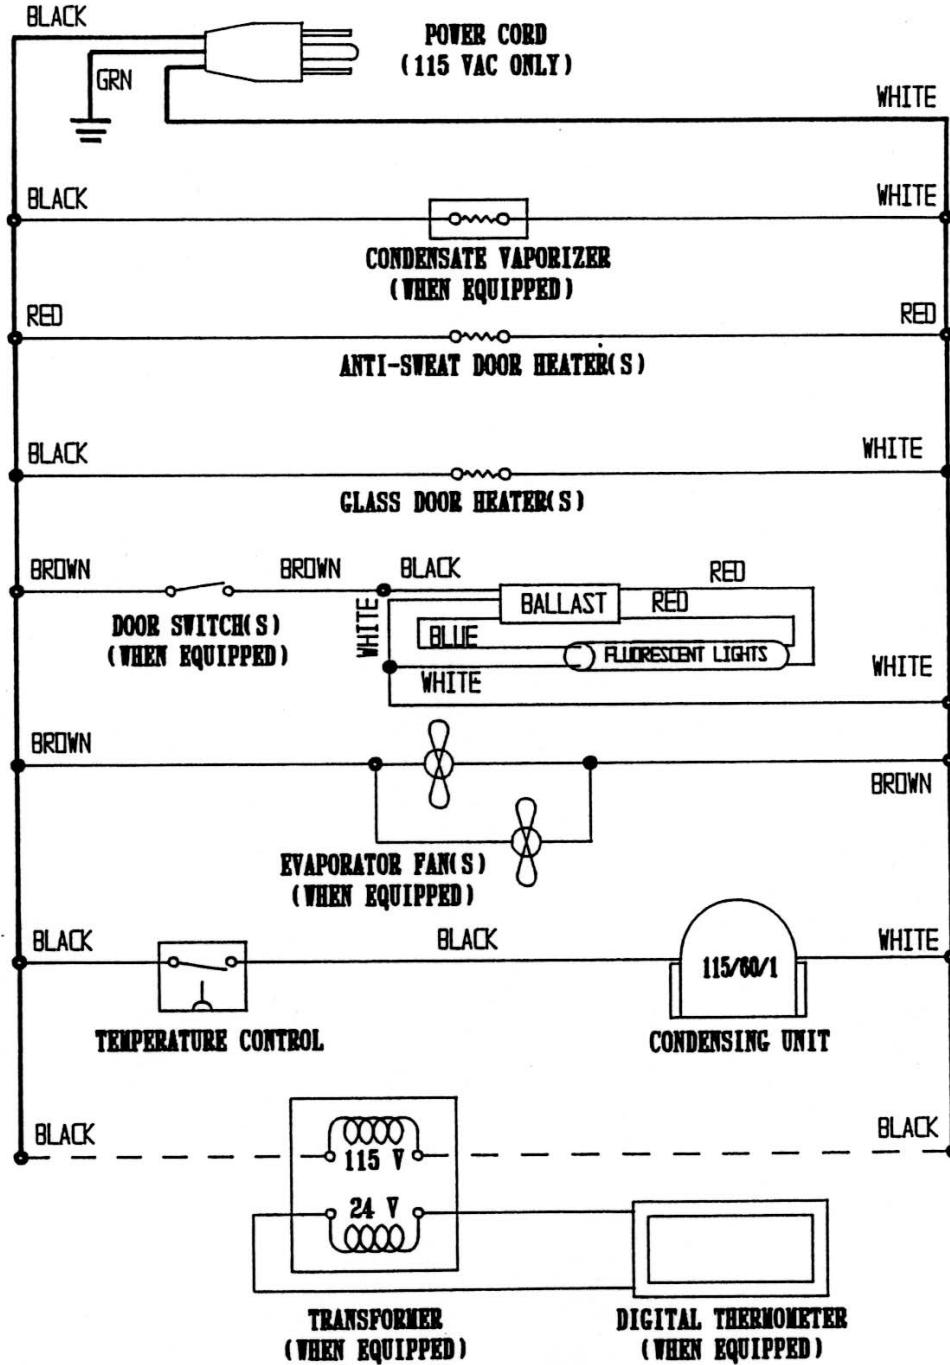 BLACK
POWER CORD
(115 VAC ONLY)
GRN
WHITE
BLACK
WHITE
CONDENSATE VAPORIZER
(WHEN EQUIPPED)
RED
RED
ANTI-SWEAT DOOR HEATER(S)
BLACK
WHITE
GLASS DOOR HEATER(S)
BROWN
BROWN
BLACK
RED
BALLAST
RED
DOOR SWITCH(S)
(WHEN EQUIPPED)
WHITE
BLUE
FLUORESCENT LIGHTS
WHITE
WHITE
BROWN
BROWN
EVAPORATOR FAN(S)
(WHEN EQUIPPED)
BLACK
BLACK
WHITE
115/60/1
TEMPERATURE CONTROL
CONDENSING UNIT
BLACK
BLACK
115 V
24 V
TRANSFORMER
(WHEN EQUIPPED)
DIGITAL THERMOMETER
(WHEN EQUIPPED)